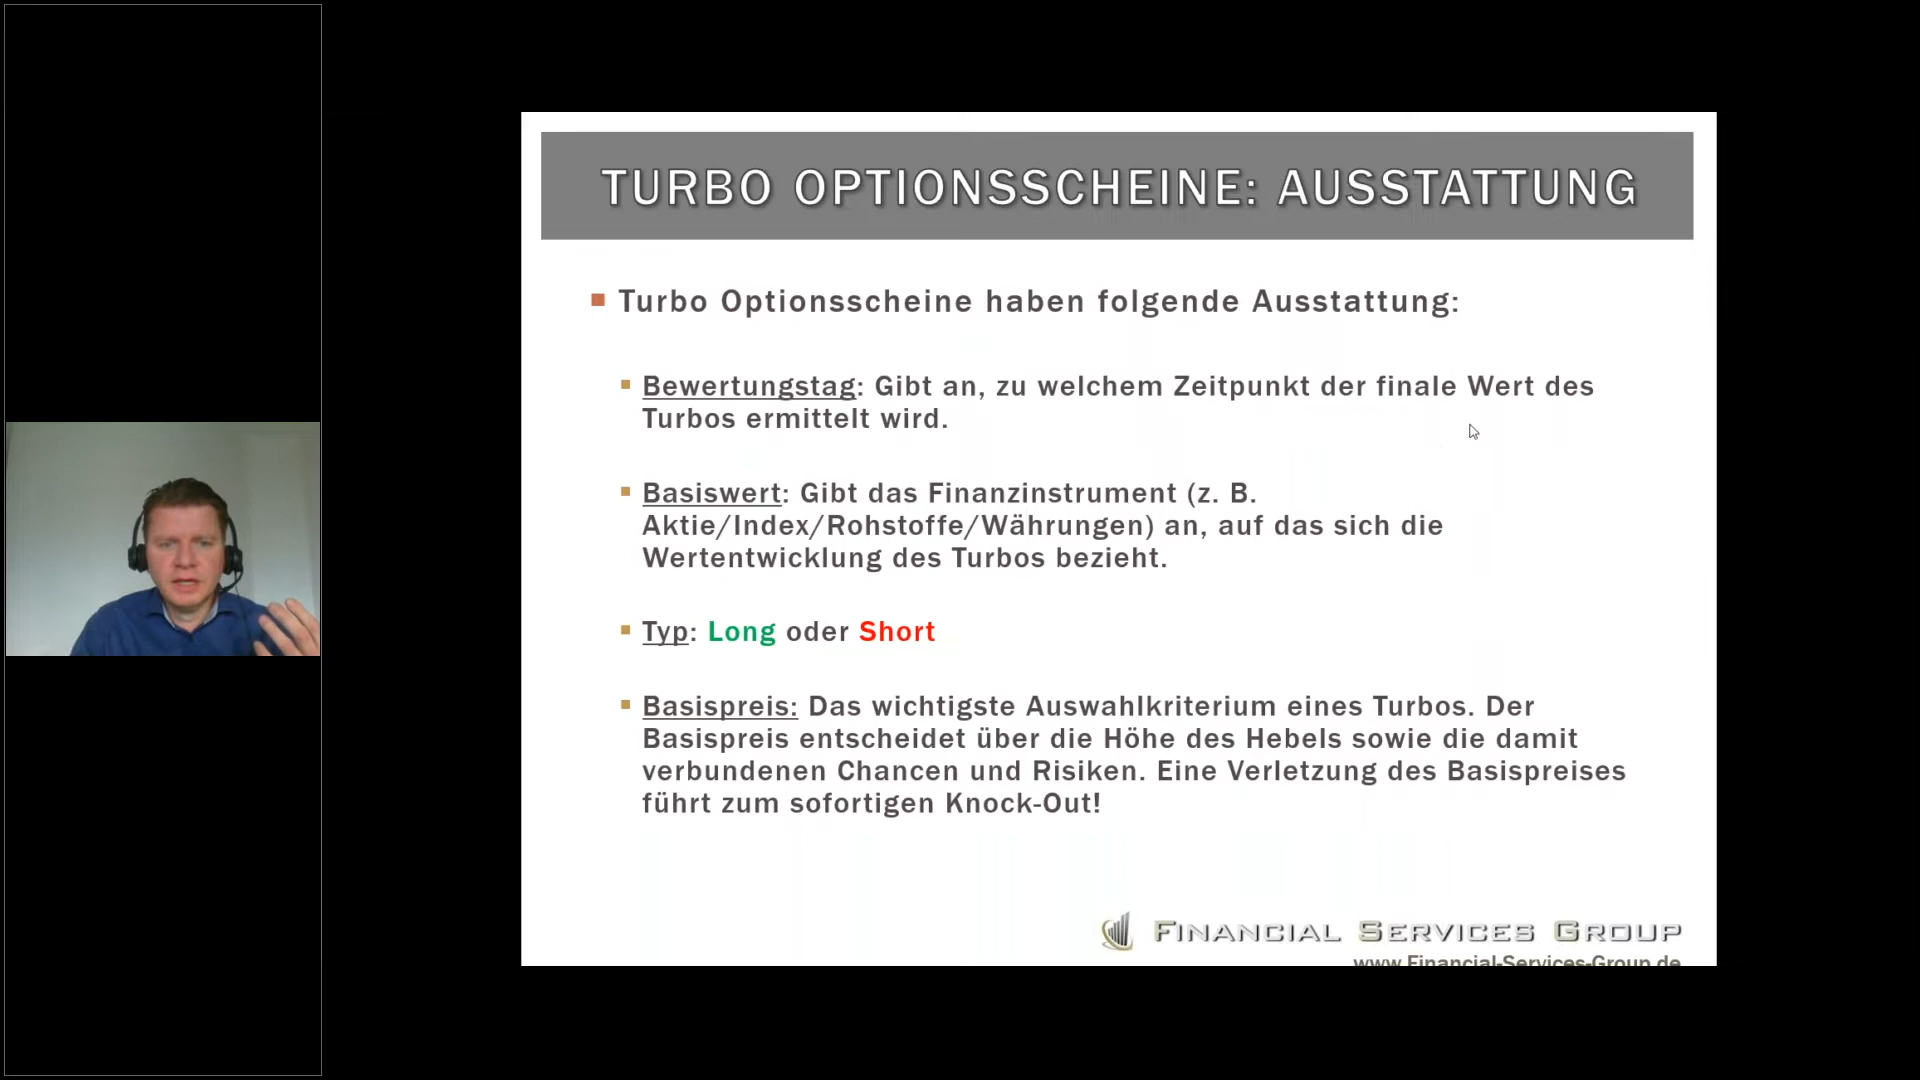 TURBO OPTIONSSCHEINE: AUSSTATTUNG
Turbo Optionsscheine haben folgende Ausstattung:
Bewertungstag: Gibt an, zu welchem Zeitpunkt der finale Wert des
Turbos ermittelt wird.
Basiswert: Gibt das Finanzinstrument (z. B.
Aktie/Index/Rohstoffe/Währungen) an, auf das sich die
Wertentwicklung des Turbos bezieht.
Typ: Long oder Short
Basispreis: Das wichtigste Auswahlkriterium eines Turbos. Der
Basispreis entscheidet über die Höhe des Hebels sowie die damit
verbundenen Chancen und Risiken. Eine Verletzung des Basispreises
führt zum sofortigen Knock-Out!
FINANCIAL SERVICES GROUP
www.Financial-Services-Group.de